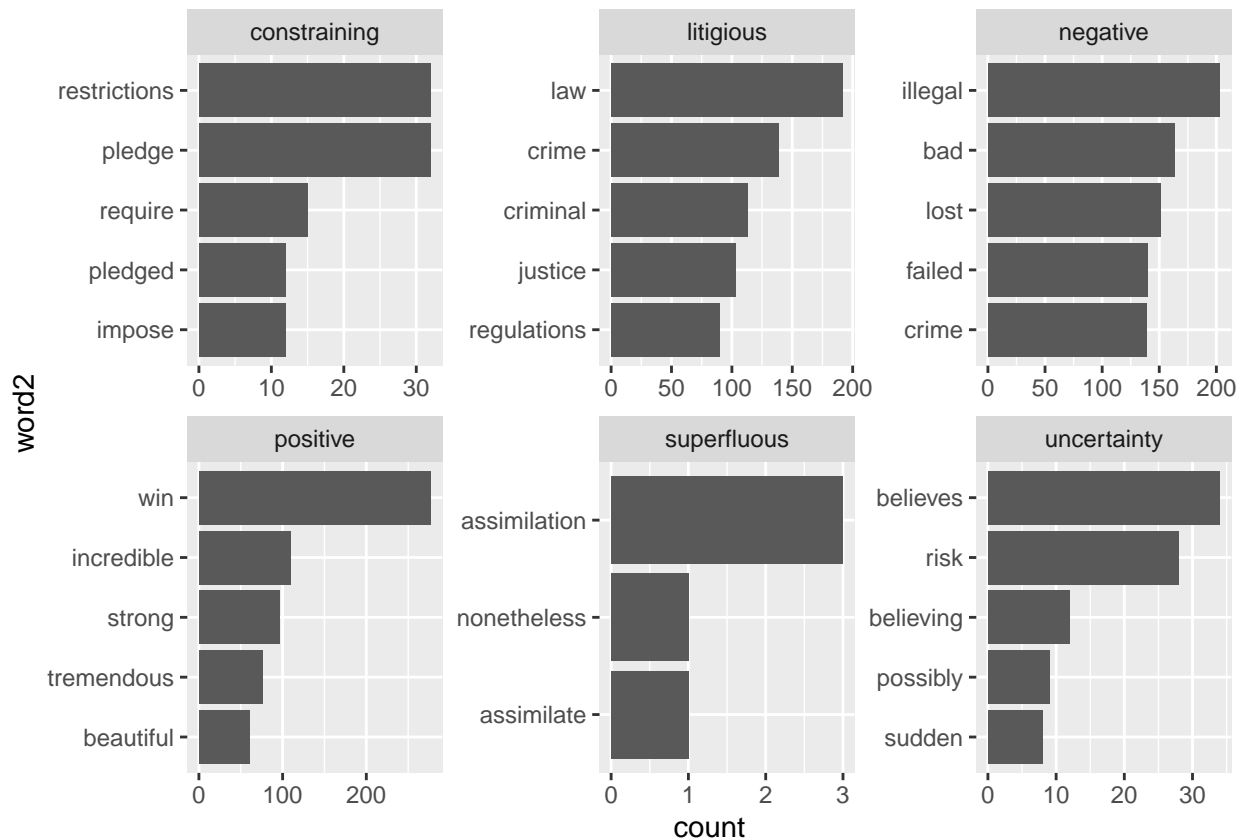 constraining
restrictions
pledge
require
pledged
impose
0 10 20 30
litigious
law
crime
criminal
justice
regulations
0 50 100 150 200
negative
illegal
bad
lost
failed
crime
0 50 100 150 200
word2
positive
win
incredible
strong
tremendous
beautiful
0 100 200
superfluous
assimilation
nonetheless
assimilate
0 1 2 3
uncertainty
believes
risk
believing
possibly
sudden
0 10 20 30
count